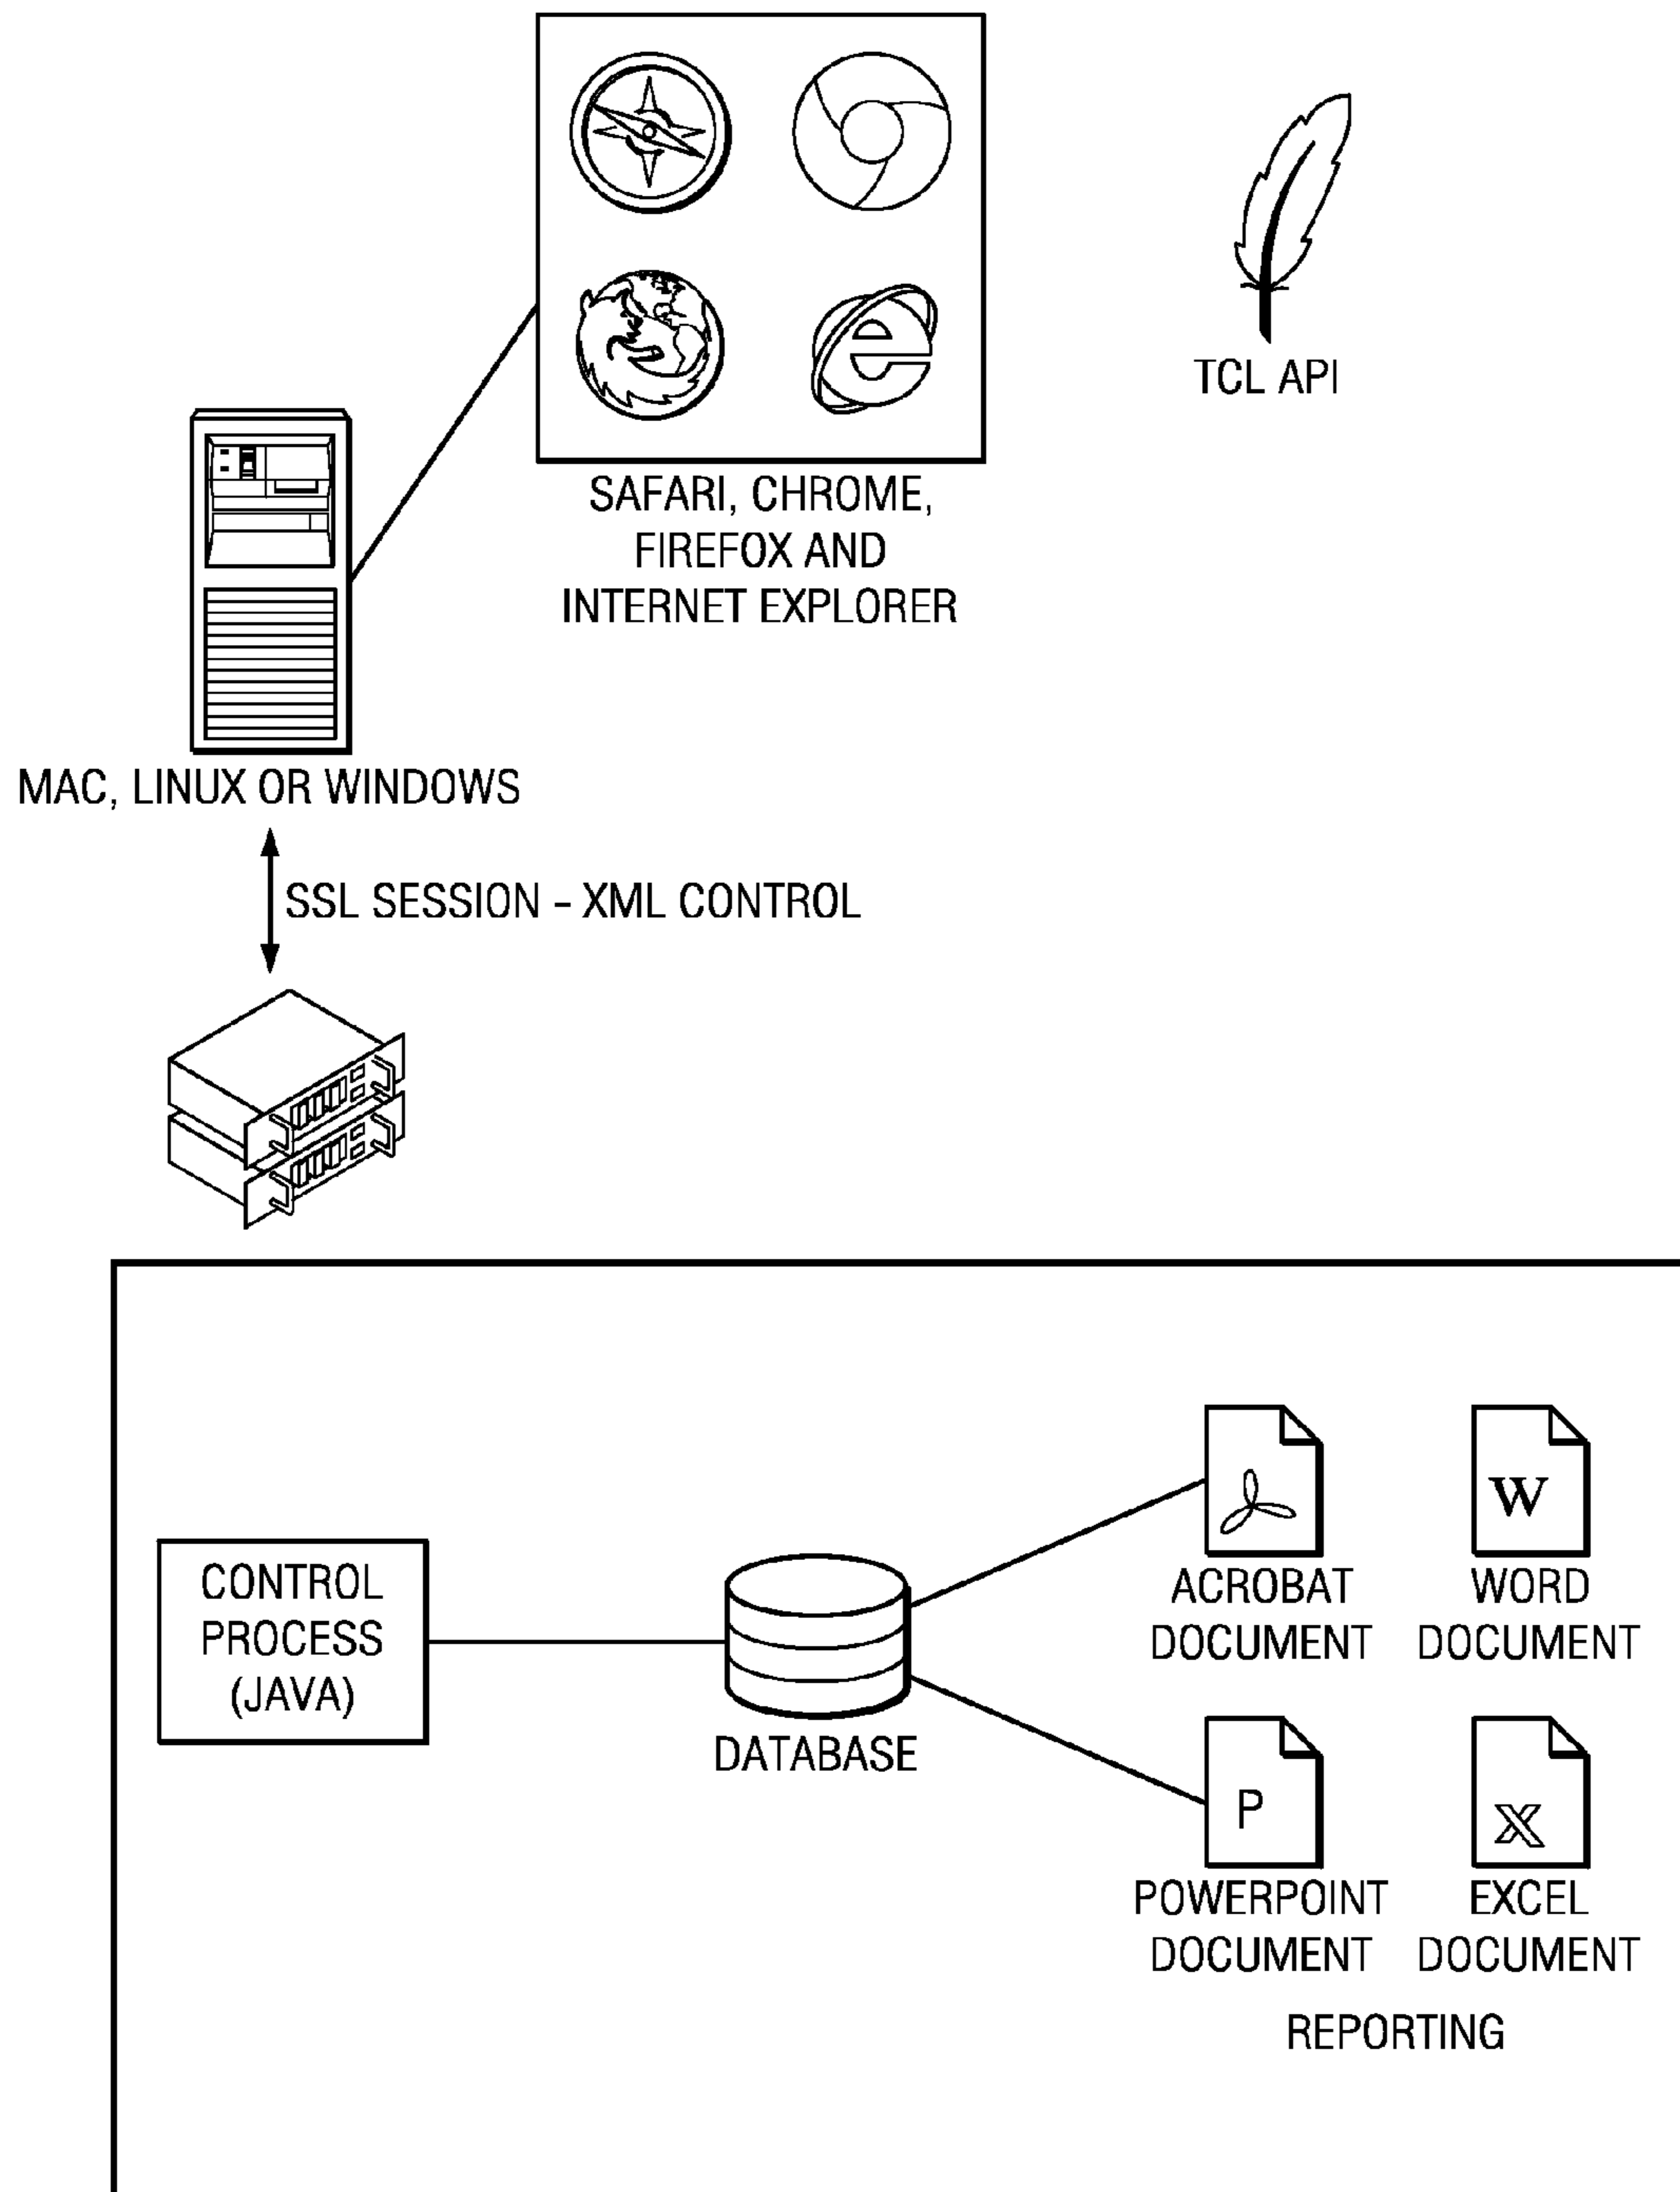 SAFARI, CHROME,
FIREFOX AND
INTERNET EXPLORER
TCL API
MAC, LINUX OR WINDOWS
SSL SESSION - XML CONTROL
CONTROL
PROCESS
(JAVA)
DATABASE
ACROBAT
DOCUMENT
W
WORD
DOCUMENT
P
POWERPOINT
DOCUMENT
X
EXCEL
DOCUMENT
REPORTING